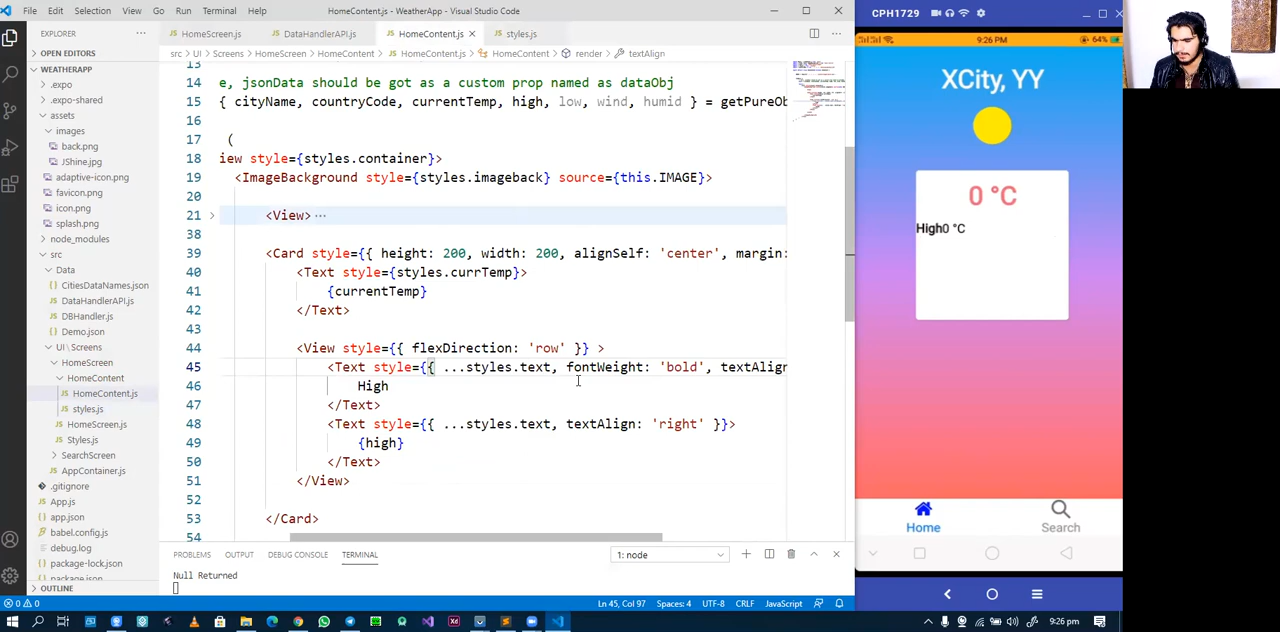 File Edit Selection View Go Run Terminal Help HomeContent.js - WeatherApp - Visual Studio Code
EXPLORER
OPEN EDITORS
WEATHERAPP
.expo
.expo-shared
assets
images
back.png
JShine.jpg
adaptive-icon.png
favicon.png
icon.png
splash.png
node_modules
src
Data
CitiesDataNames.json
DataHandlerAPI.js
DBHandler.js
Demo.json
UI \ Screens
HomeScreen
HomeContent
HomeContent.js
styles.js
HomeScreen.js
Styles.js
SearchScreen
AppContainer.js
.gitignore
App.js
app.json
babel.config.js
debug.log
package-lock.json
package.json
OUTLINE
HomeScreen.js DataHandlerAPI.js HomeContent.js styles.js
src > UI > Screens > HomeScreen > HomeContent > HomeContent.js > HomeContent > render > textAlign
13
14 e, jsonData should be got as a custom prop named as dataObj
15 { cityName, countryCode, currentTemp, high, low, wind, humid } = getPureOb
16
17 (
18 iew style={styles.container}>
19 <ImageBackground style={styles.imageback} source={this.IMAGE}>
20
21 <View> ...
38
39 <Card style={{ height: 200, width: 200, alignSelf: 'center', margin:
40 <Text style={styles.currTemp}>
41 {currentTemp}
42 </Text>
43
44 <View style={{ flexDirection: 'row' }} >
45 <Text style={{ ...styles.text, fontWeight: 'bold', textAlign
46 High
47 </Text>
48 <Text style={{ ...styles.text, textAlign: 'right' }}>
49 {high}
50 </Text>
51 </View>
52
53 </Card>
54
PROBLEMS OUTPUT DEBUG CONSOLE TERMINAL 1: node
Null Returned
0 0 Ln 45, Col 97 Spaces: 4 UTF-8 CRLF JavaScript
9:26 pm
CPH1729
9:26 PM 64%
XCity, YY
0 °C
High0 °C
Home Search